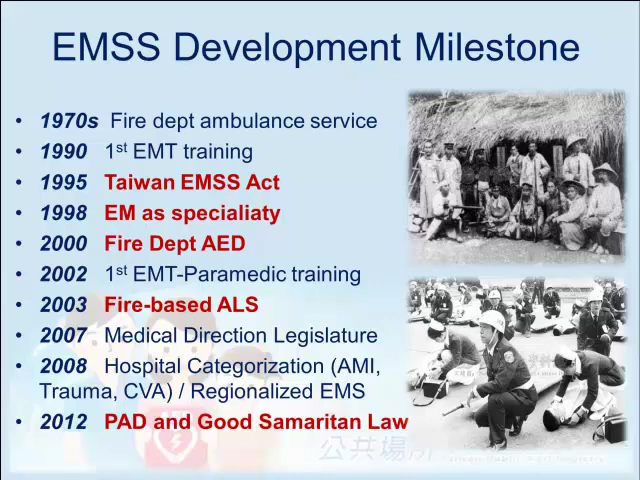 EMSS Development Milestone
• 1970s Fire dept ambulance service
• 1990 1st EMT training
• 1995 Taiwan EMSS Act
• 1998 EM as specialiaty
• 2000 Fire Dept AED
• 2002 1st EMT-Paramedic training
• 2003 Fire-based ALS
• 2007 Medical Direction Legislature
• 2008 Hospital Categorization (AMI,
Trauma, CVA) / Regionalized EMS
• 2012 PAD and Good Samaritan Law
公共場所